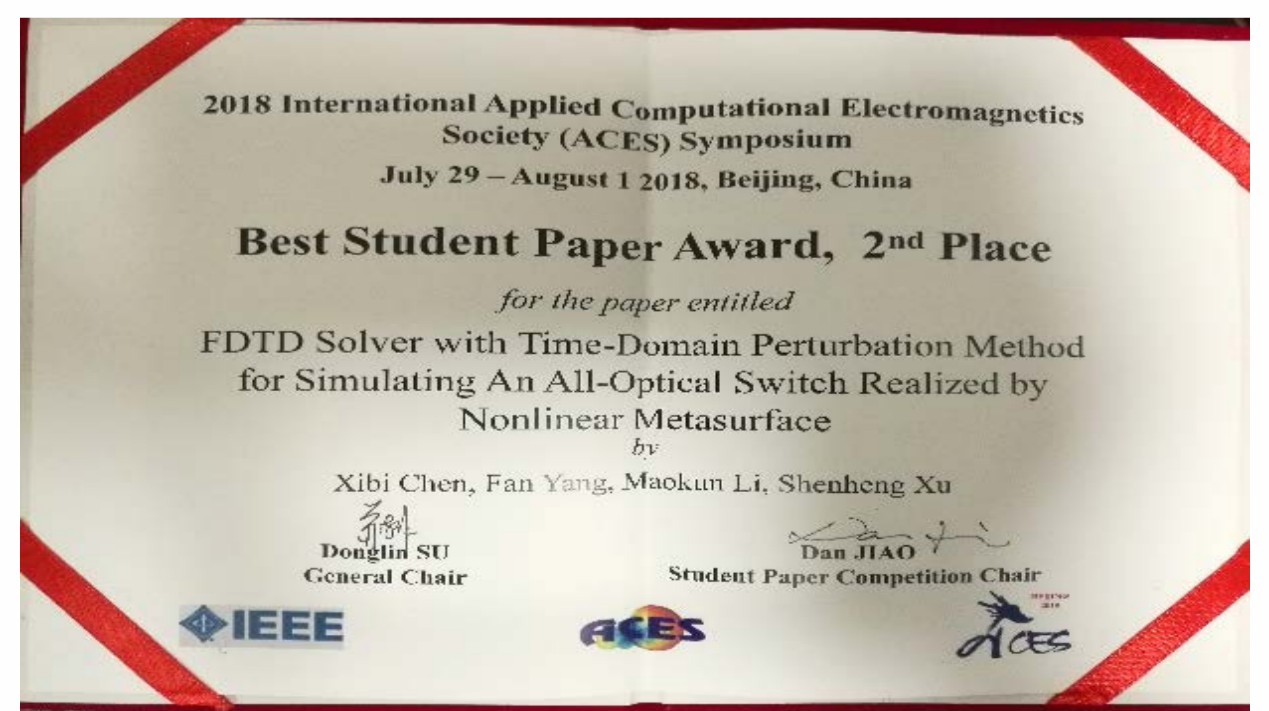 2018 International Applied Computational Electromagnetics
Society (ACES) Symposium
July 29 – August 1 2018, Beijing, China
Best Student Paper Award, 2nd Place
for the paper entitled
FDTD Solver with Time-Domain Perturbation Method
for Simulating An All-Optical Switch Realized by
Nonlinear Metasurface
by
Xibi Chen, Fan Yang, Maokun Li, Shenheng Xu
Donglin SU
General Chair
Dan JIAO
Student Paper Competition Chair
IEEE
ACES
ACES